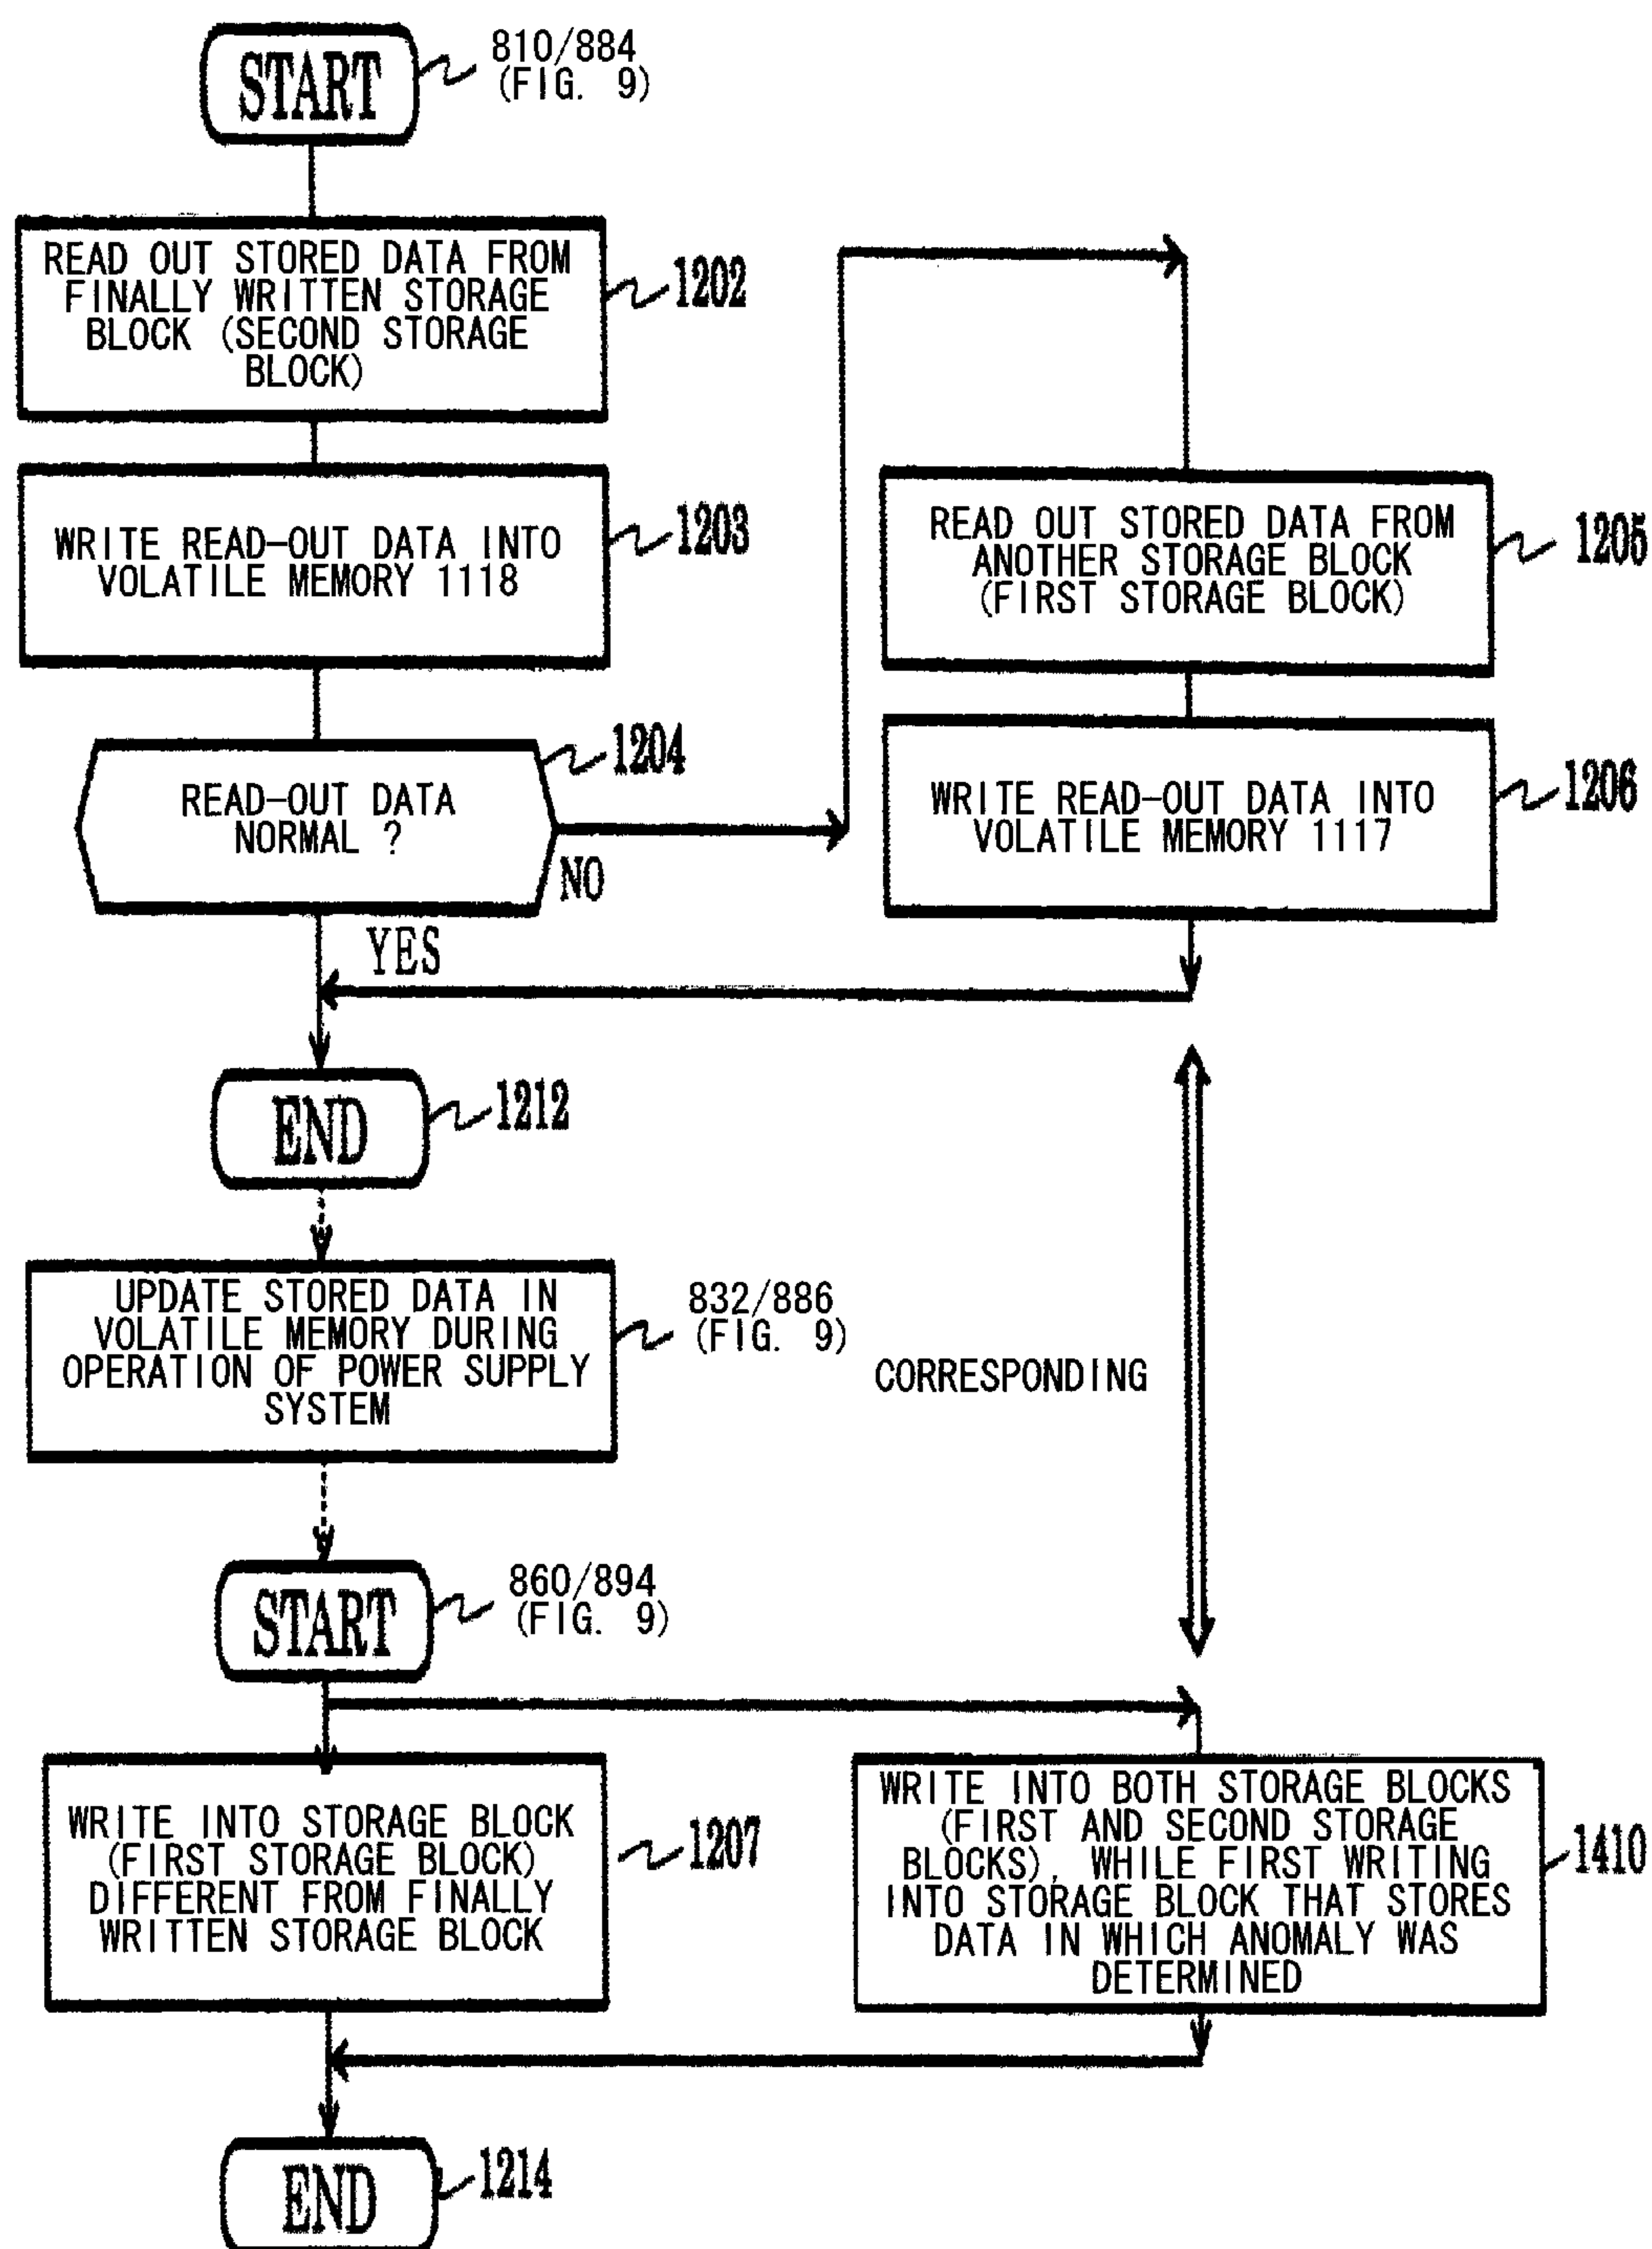 START
810/884
(FIG. 9)
READ OUT STORED DATA FROM
FINALLY WRITTEN STORAGE
BLOCK (SECOND STORAGE
BLOCK)
1202
WRITE READ-OUT DATA INTO
VOLATILE MEMORY 1118
1203
READ-OUT DATA
NORMAL ?
1204
NO
YES
READ OUT STORED DATA FROM
ANOTHER STORAGE BLOCK
(FIRST STORAGE BLOCK)
1205
WRITE READ-OUT DATA INTO
VOLATILE MEMORY 1117
1206
END
1212
UPDATE STORED DATA IN
VOLATILE MEMORY DURING
OPERATION OF POWER SUPPLY
SYSTEM
832/886
(FIG. 9)
CORRESPONDING
START
860/894
(FIG. 9)
WRITE INTO STORAGE BLOCK
(FIRST STORAGE BLOCK)
DIFFERENT FROM FINALLY
WRITTEN STORAGE BLOCK
1207
WRITE INTO BOTH STORAGE BLOCKS
(FIRST AND SECOND STORAGE
BLOCKS), WHILE FIRST WRITING
INTO STORAGE BLOCK THAT STORES
DATA IN WHICH ANOMALY WAS
DETERMINED
1410
END
1214